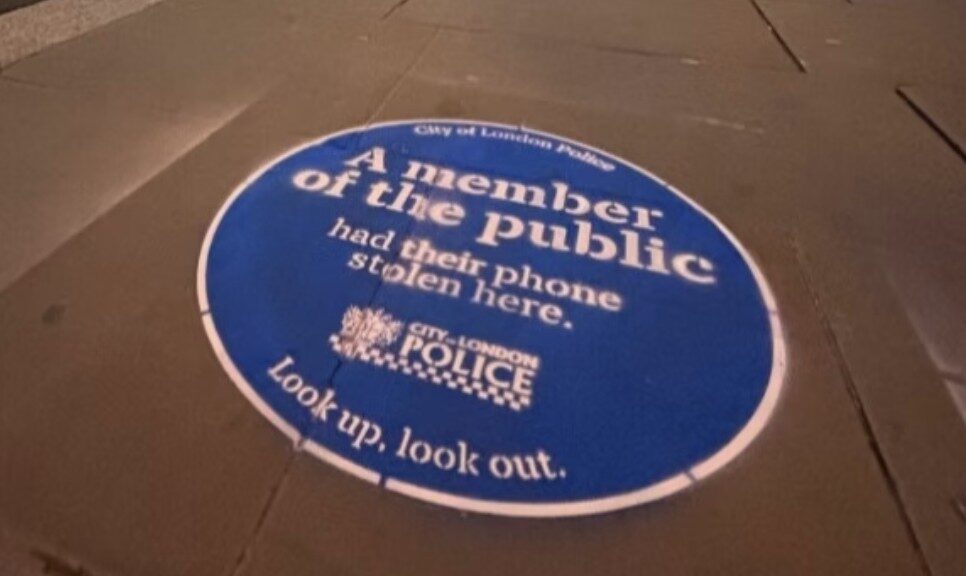 City of London Police
A member
of the public
had their phone
stolen here.
CITY OF LONDON
POLICE
Look up, look out.